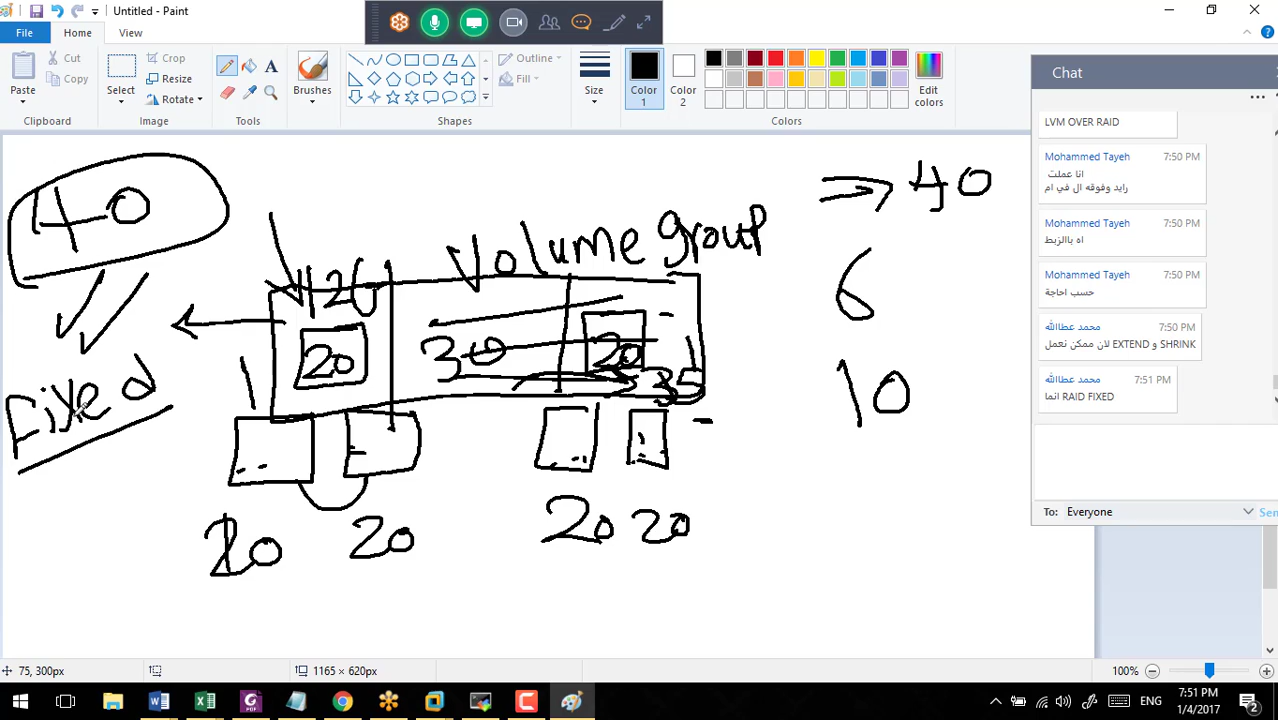 Untitled - Paint
File
Home
View
Paste
Cut
Copy
Clipboard
Select
Crop
Resize
Rotate
Image
Tools
Brushes
Shapes
Outline
Fill
Size
Color 1
Color 2
Colors
Edit colors
40
Volume group
20
30
20
35
Fixed
20
20
20
20
40
6
10
Chat
LVM OVER RAID
Mohammed Tayeh 7:50 PM
انا عملت
رايد وفوقه ال في ام
Mohammed Tayeh 7:50 PM
اه باالزبط
Mohammed Tayeh 7:50 PM
حسب احاجة
محمد عطاالله 7:50 PM
لان ممكن نعمل EXTEND و SHRINK
محمد عطاالله 7:51 PM
انما RAID FIXED
To: Everyone
Sen
75, 300px
1165 × 620px
100%
ENG
7:51 PM
1/4/2017
2